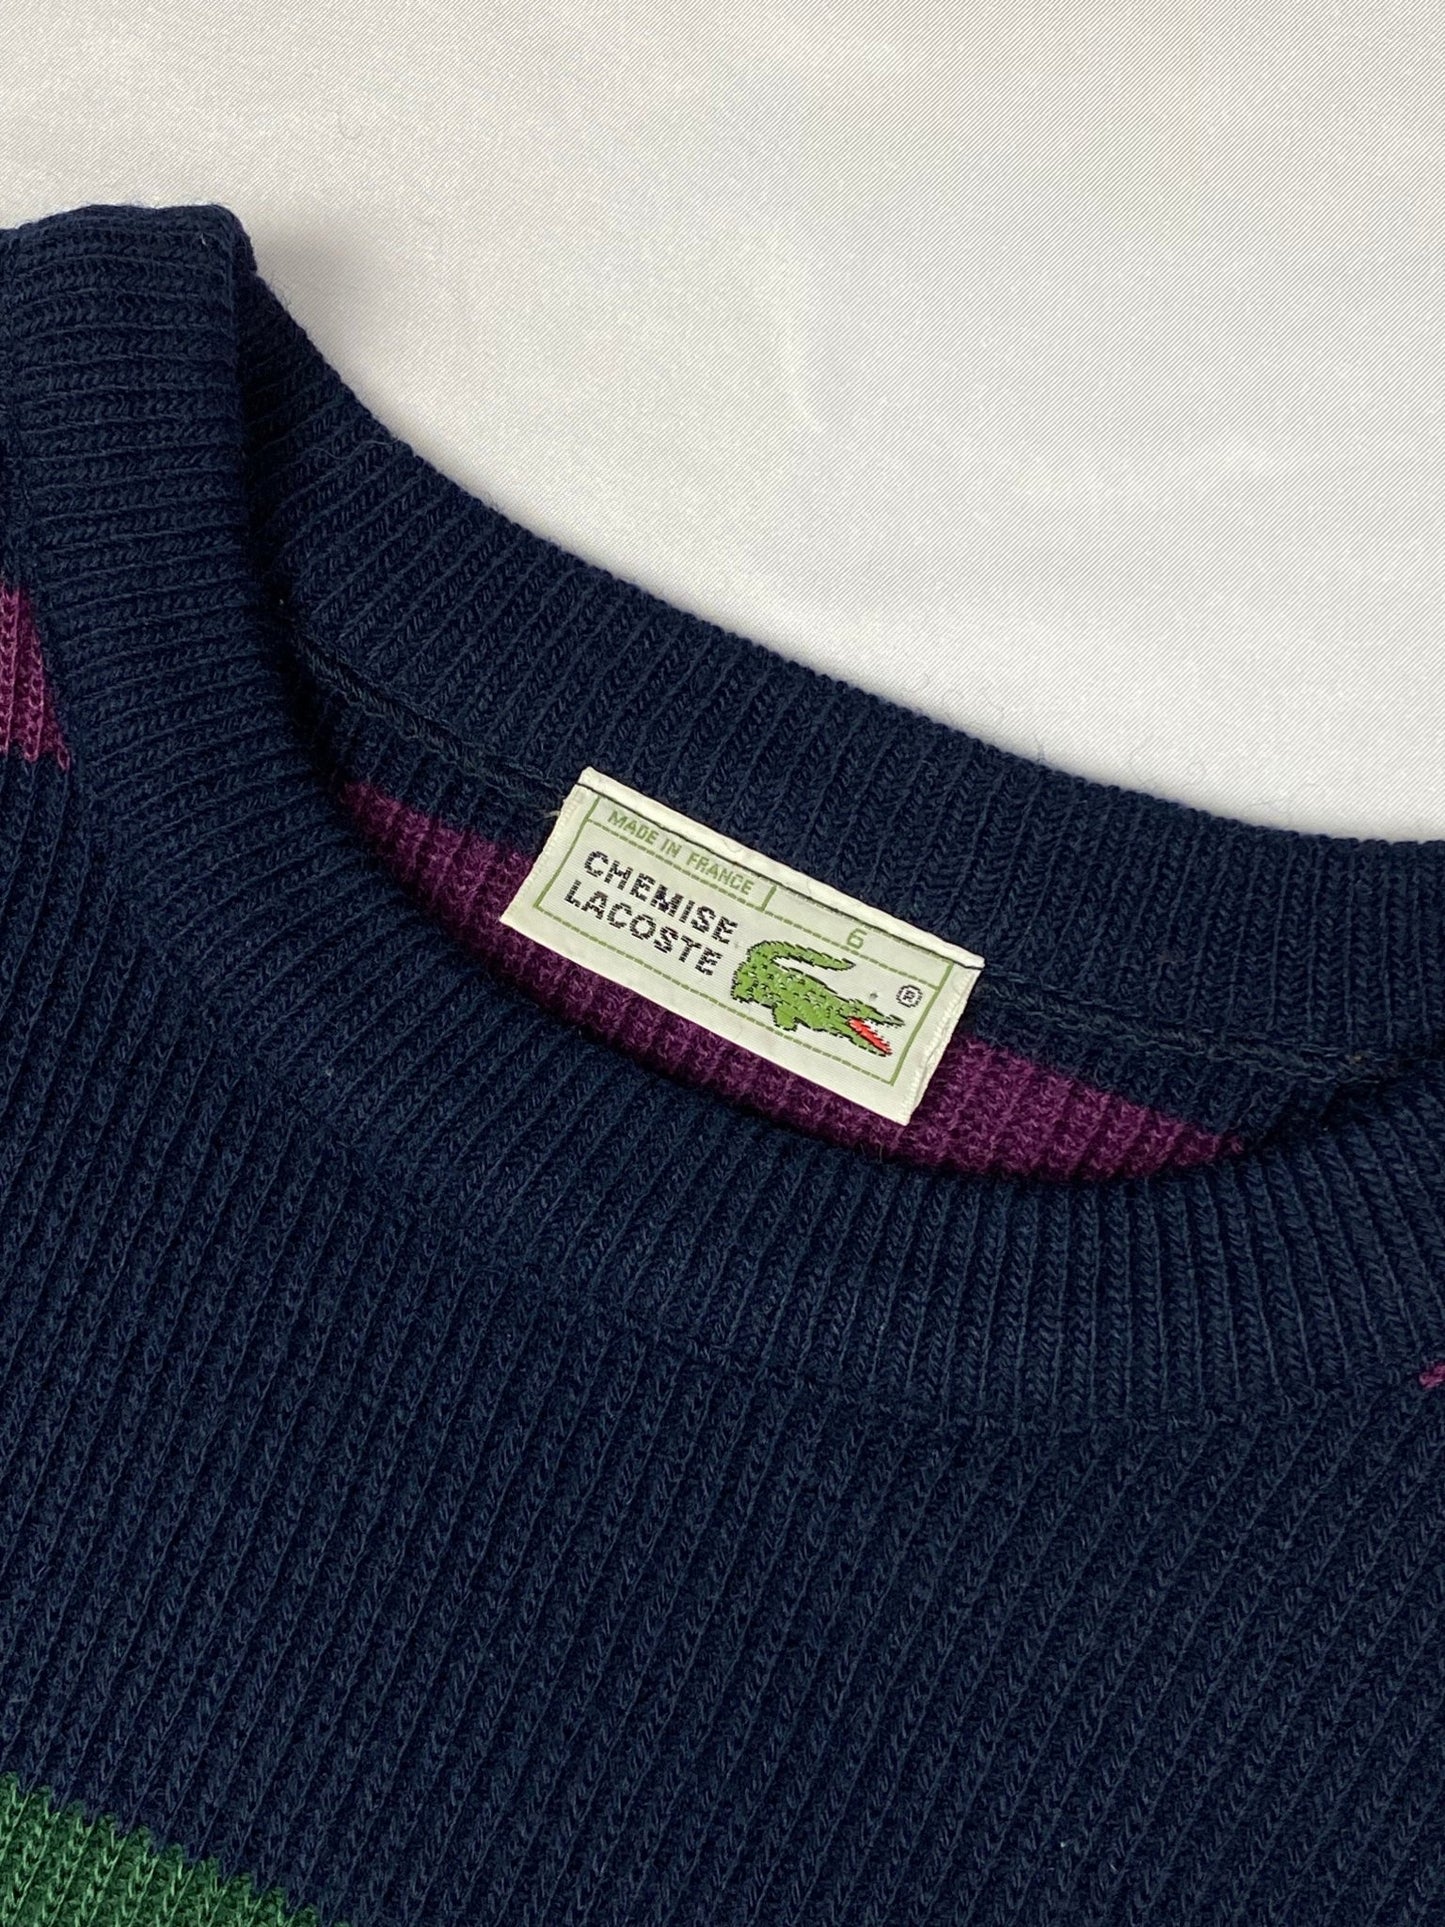 MADE IN FRANCE
6
CHEMISE
LACOSTE
®